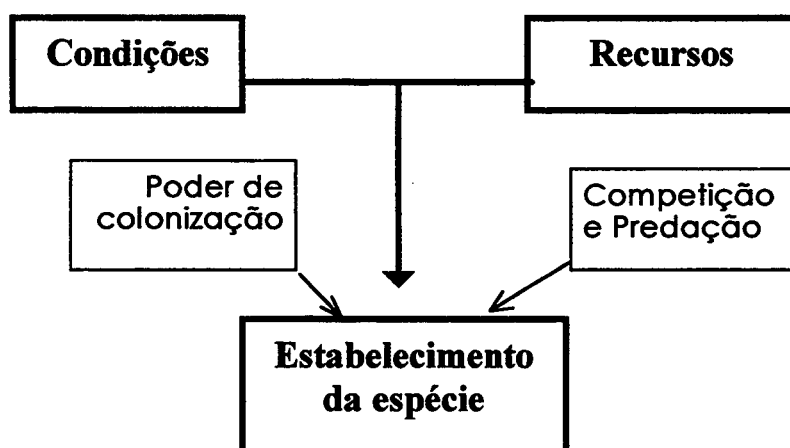 Condições
Recursos
Poder de
colonização
Competição
e Predação
Estabelecimento
da espécie